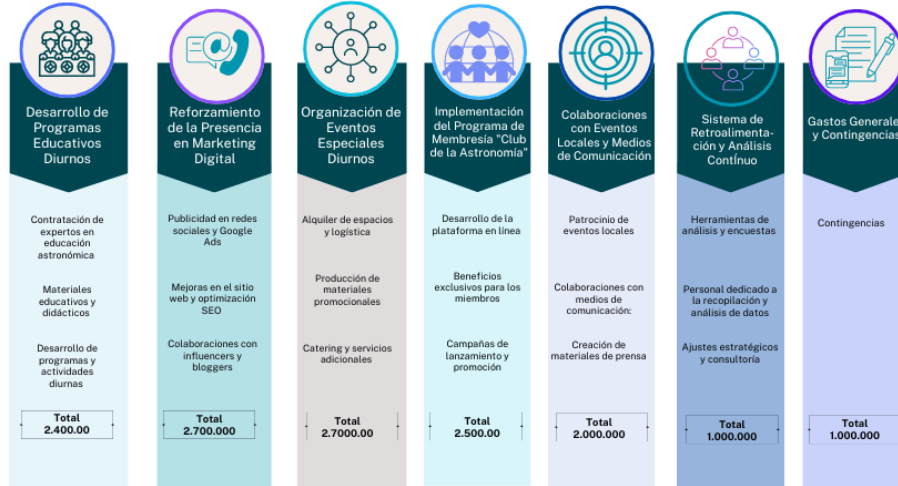 Desarrollo de
Programas
Educativos
Diurnos
Contratación de
expertos en
educación
astronómica
Materiales
educativos y
didácticos
Desarrollo de
programas y
actividades
diurnas
Total
2.400.00
Reforzamiento
de la Presencia
en Marketing
Digital
Publicidad en redes
sociales y Google
Ads
Mejoras en el sitio
web y optimización
SEO
Colaboraciones con
influencers y
bloggers
Total
2.700.000
Organización de
Eventos
Especiales
Diurnos
Alquiler de espacios
y logística
Producción de
materiales
promocionales
Catering y servicios
adicionales
Total
2.7000.00
Implementación
del Programa de
Membresía "Club
de la Astronomía"
Desarrollo de la
plataforma en línea
Beneficios
exclusivos para los
miembros
Campañas de
lanzamiento y
promoción
Total
2.500.00
Colaboraciones
con Eventos
Locales y Medios
de Comunicación
Patrocinio de
eventos locales
Colaboraciones con
medios de
comunicación:
Creación de
materiales de prensa
Total
2.000.000
Sistema de
Retroalimenta-
ción y Análisis
ContÍnuo
Herramientas de
análisis y encuestas
Personal dedicado a
la recopilación y
análisis de datos
Ajustes estratégicos
y consultoría
Total
1.000.000
Gastos Generale
y Contingencias
Contingencias
Total
1.000.000